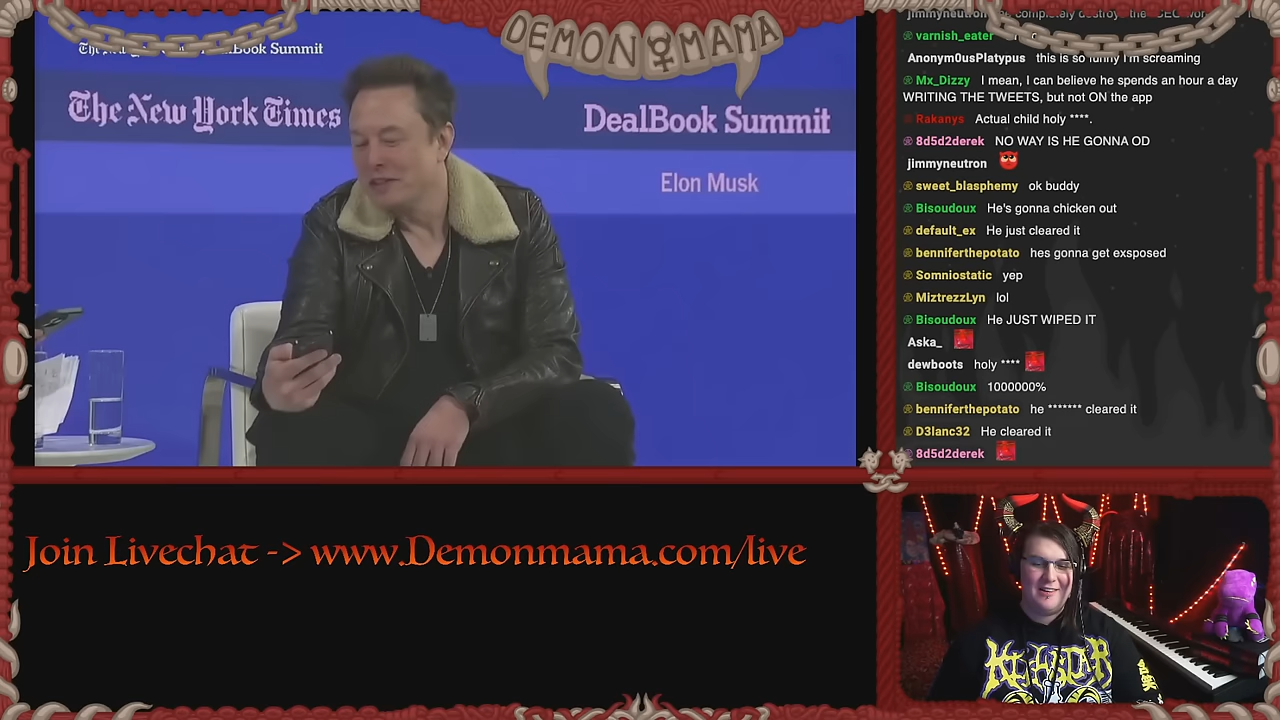 DEMON MAMA
DealBook Summit
The New York Times
DealBook Summit
Elon Musk
varnish_eater
Anonym0usPlatypus this is so funny I'm screaming
Mx_Dizzy I mean, I can believe he spends an hour a day
WRITING THE TWEETS, but not ON the app
Rakanys Actual child holy ****.
8d5d2derek NO WAY IS HE GONNA OD
jimmyneutron
sweet_blasphemy ok buddy
Bisoudoux He's gonna chicken out
default_ex He just cleared it
benniferthepotato hes gonna get exsposed
Somniostatic yep
MiztrezzLyn lol
Bisoudoux He JUST WIPED IT
Aska_
dewboots holy ****
Bisoudoux 1000000%
benniferthepotato he ******* cleared it
D3lanc32 He cleared it
8d5d2derek
Join Livechat -> www.Demonmama.com/live